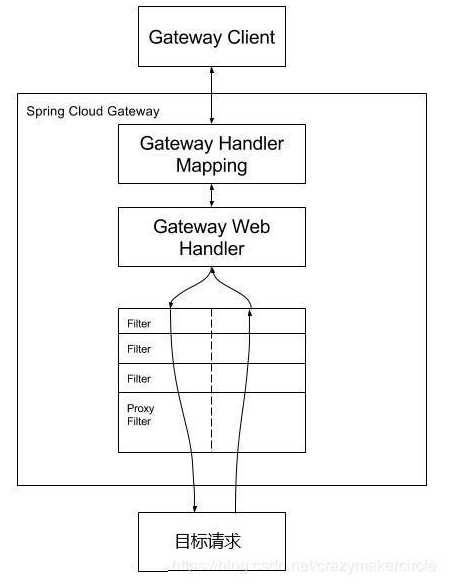 Gateway Client
Spring Cloud Gateway
Gateway Handler
Mapping
Gateway Web
Handler
Filter
Filter
Filter
Proxy
Filter
目标请求
https://blog.csdn.net/crazymakercircle